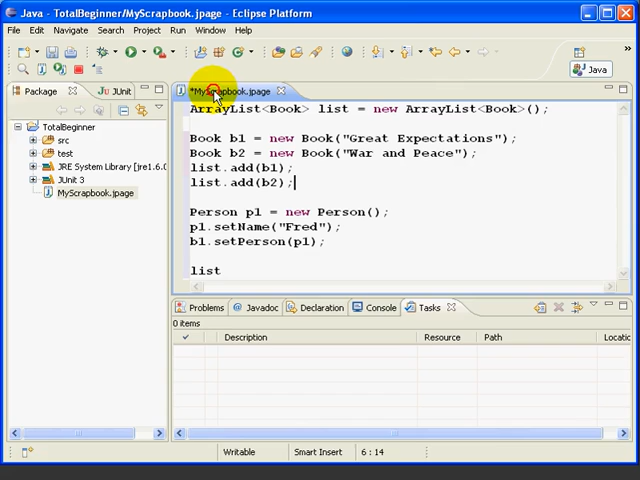 Java - TotalBeginner/MyScrapbook.jpage - Eclipse Platform
File Edit Navigate Search Project Run Window Help
Java
Package JUnit *MyScrapbook.jpage
ArrayList<Book> list = new ArrayList<Book>();
TotalBeginner
Book b1 = new Book("Great Expectations");
src
Book b2 = new Book("War and Peace");
test
list.add(b1);
JRE System Library [jre1.6.0
list.add(b2);
JUnit 3
MyScrapbook.jpage
Person p1 = new Person();
p1.setName("Fred");
b1.setPerson(p1);
list
Problems Javadoc Declaration Console Tasks
0 items
Description Resource Path Locatio
Writable Smart Insert 6 : 14